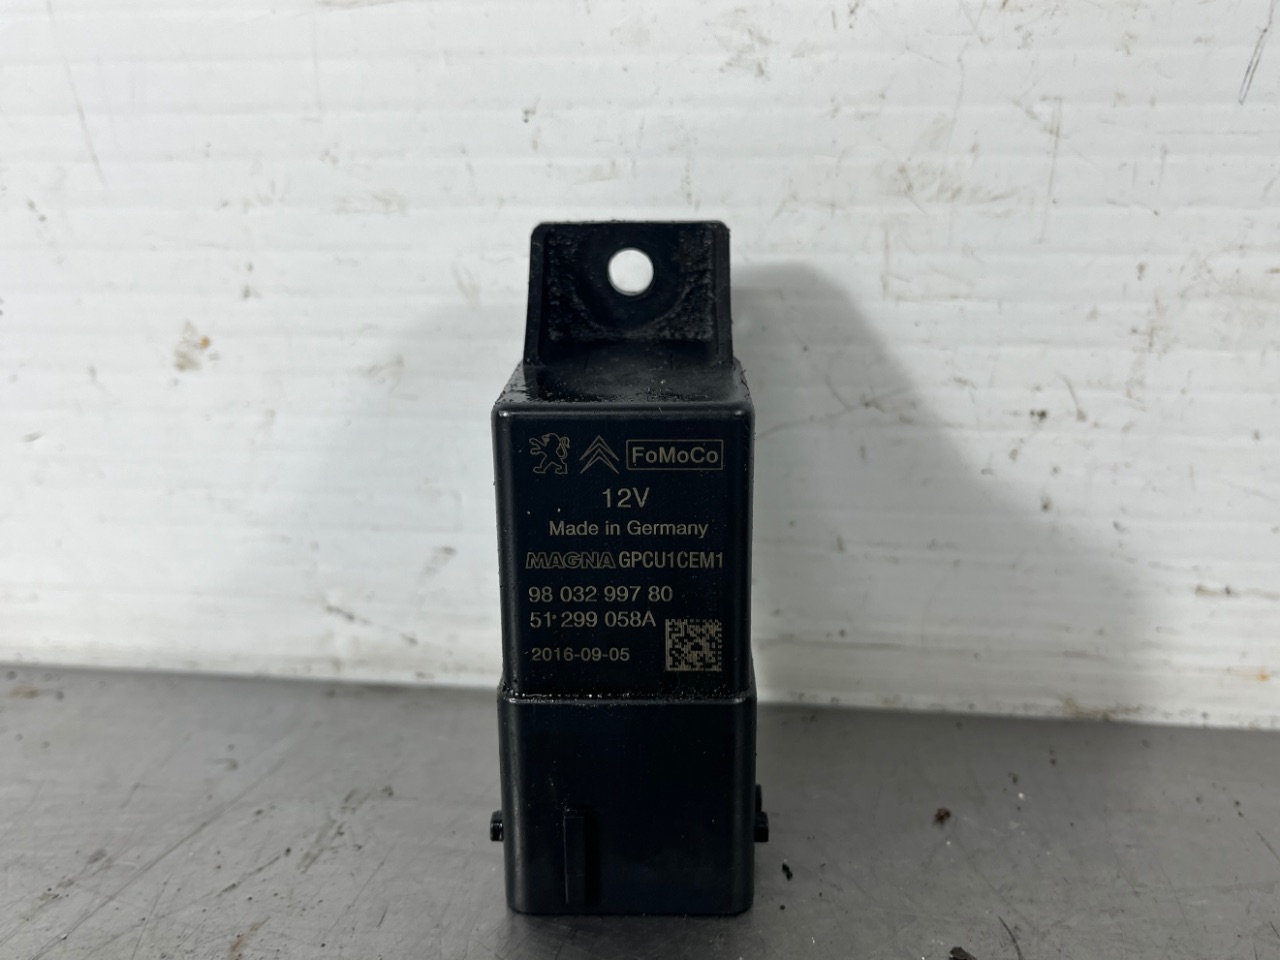 FoMoCo
12V
Made in Germany
MAGNA GPCU1CEM1
98 032 997 80
51 299 058A
2016-09-05